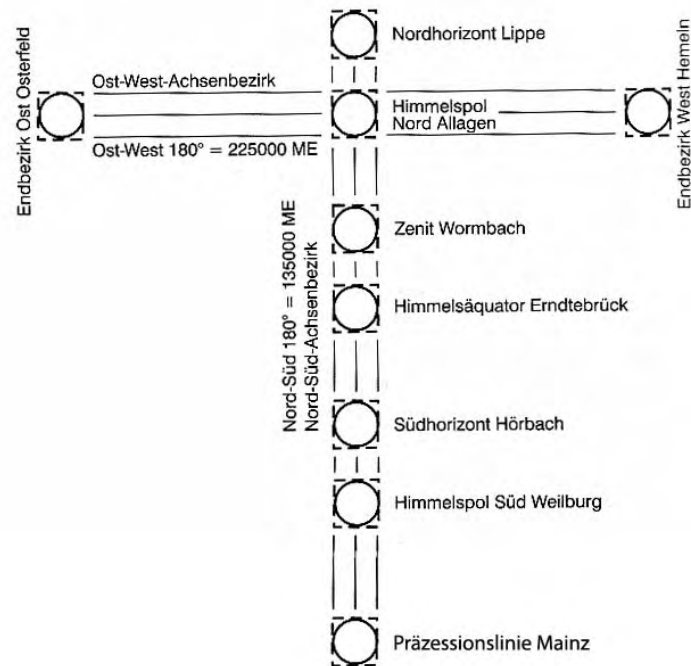 Nordhorizont Lippe
Endbezirk Ost Osterfeld
Ost-West-Achsenbezirk
Ost-West 180° = 225000 ME
Himmelspol
Nord Allagen
Endbezirk West Hemeln
Zenit Wormbach
Nord-Süd 180° = 135000 ME
Nord-Süd-Achsenbezirk
Himmelsäquator Erndtebrück
Südhorizont Hörbach
Himmelspol Süd Weilburg
Präzessionslinie Mainz